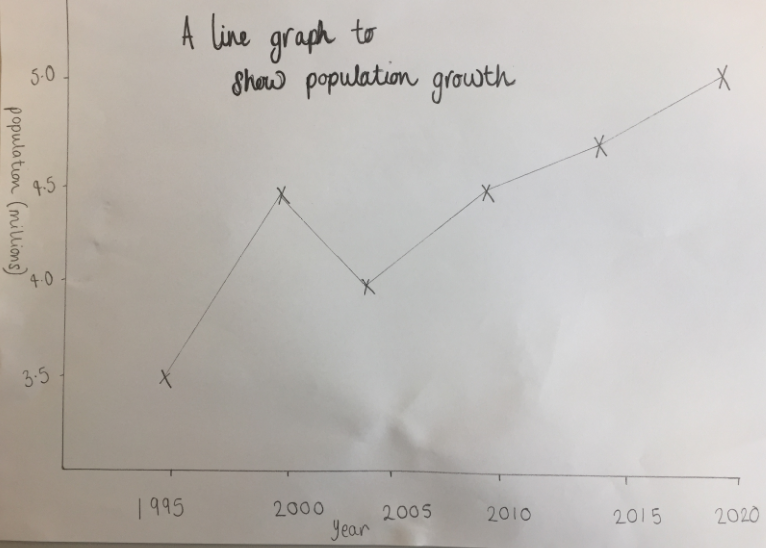 A line graph to
show population growth
5.0
4.5
4.0
3.5
population (millions)
1995 2000 2005 2010 2015 2020
Year